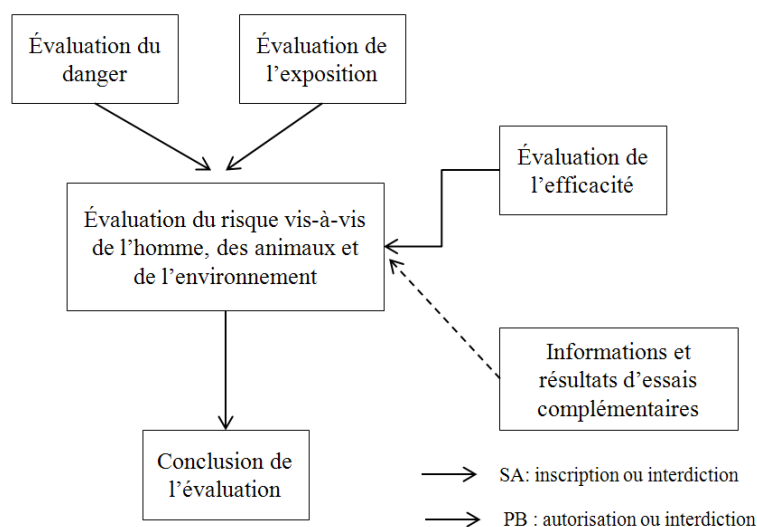 Évaluation du
danger
Évaluation de
l’exposition
Évaluation de
l’efficacité
Évaluation du risque vis-à-vis
de l’homme, des animaux et
de l’environnement
Informations et
résultats d’essais
complémentaires
Conclusion de
l’évaluation
SA: inscription ou interdiction
PB : autorisation ou interdiction